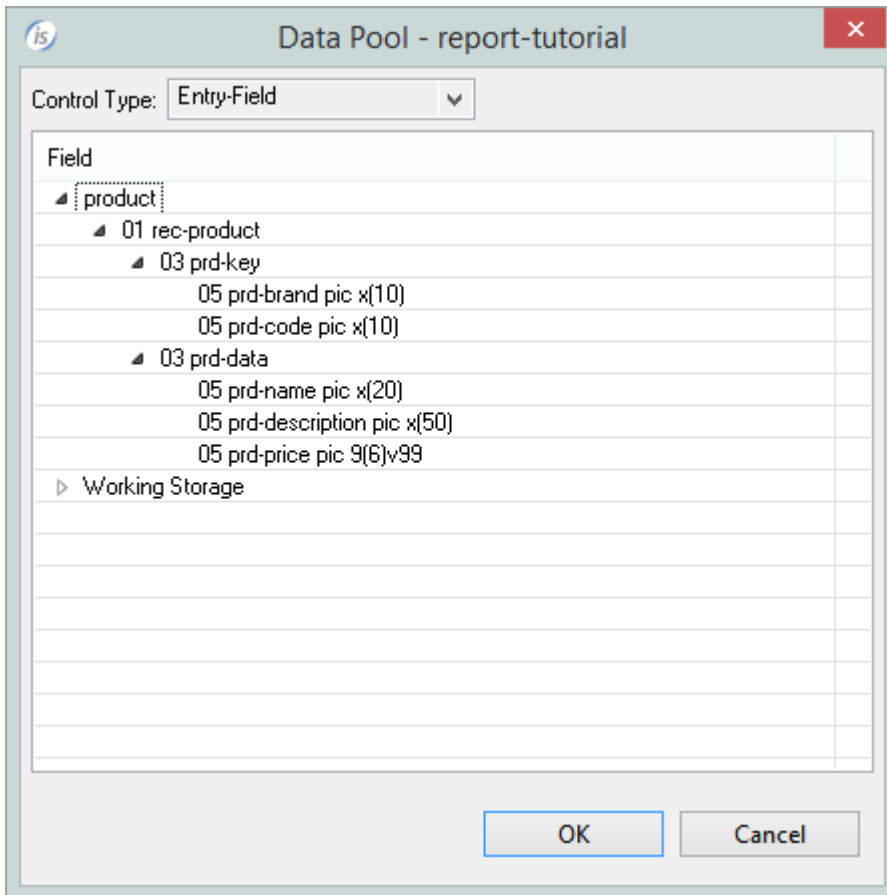 is
Data Pool - report-tutorial
Control Type: Entry-Field
Field
product
01 rec-product
03 prd-key
05 prd-brand pic x(10)
05 prd-code pic x(10)
03 prd-data
05 prd-name pic x(20)
05 prd-description pic x(50)
05 prd-price pic 9(6)v99
Working Storage
OK Cancel